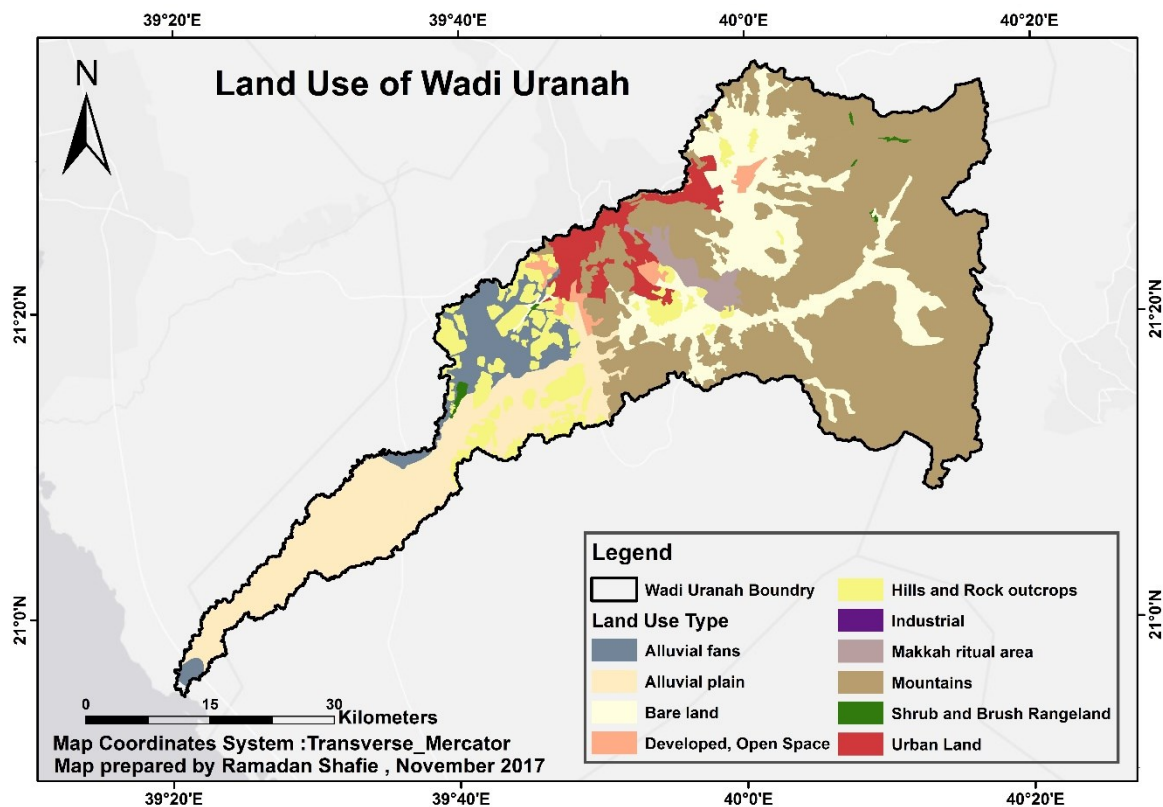 39°20'E 39°40'E 40°0'E 40°20'E
N
Land Use of Wadi Uranah
21°20'N 21°20'N
21°0'N 21°0'N
Legend
Wadi Uranah Boundry
Land Use Type
Alluvial fans
Alluvial plain
Bare land
Developed, Open Space
Hills and Rock outcrops
Industrial
Makkah ritual area
Mountains
Shrub and Brush Rangeland
Urban Land
0 15 30
Kilometers
Map Coordinates System :Transverse_Mercator
Map prepared by Ramadan Shafie , November 2017
39°20'E 39°40'E 40°0'E 40°20'E